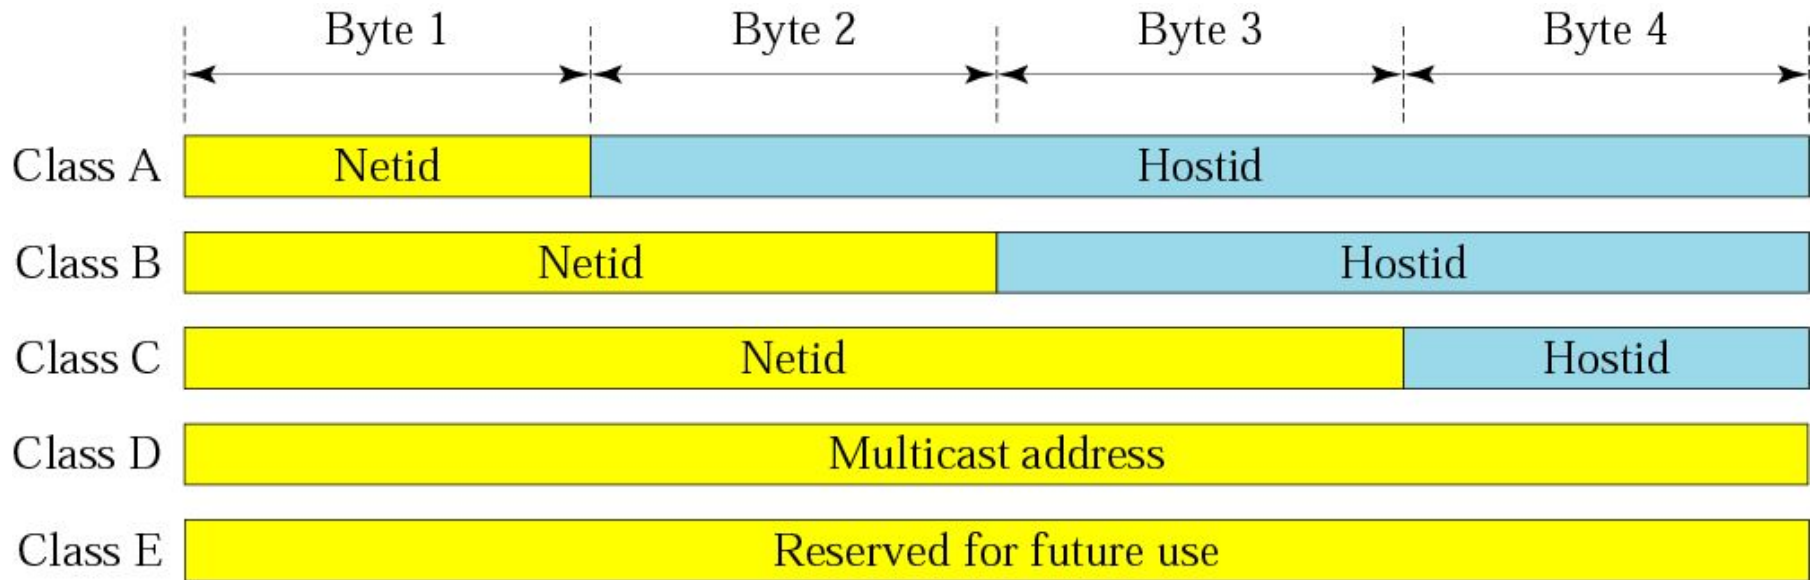 Byte 1 Byte 2 Byte 3 Byte 4
Class A Netid Hostid
Class B Netid Hostid
Class C Netid Hostid
Class D Multicast address
Class E Reserved for future use